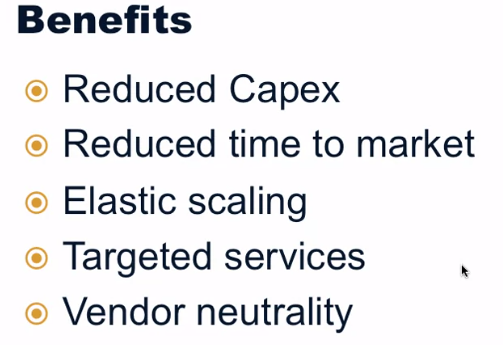 Benefits
Reduced Capex
Reduced time to market
Elastic scaling
Targeted services
Vendor neutrality